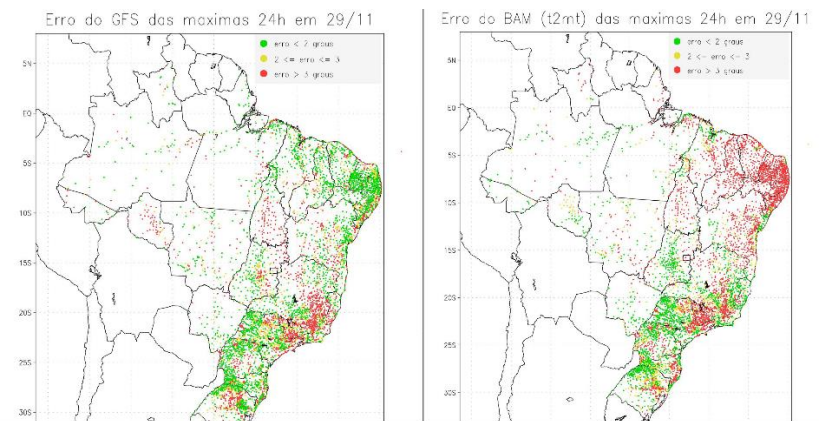 Erro do GFS das maximas 24h em 29/11
erro < 2 graus
2 <= erro <= 3
erro > 3 graus
5N
EQ
5S
10S
15S
20S
25S
30S
Erro do BAM (t2mt) das maximas 24h em 29/11
erro < 2 graus
2 <= erro <= 3
erro > 3 graus
5N
EQ
5S
10S
15S
20S
25S
30S